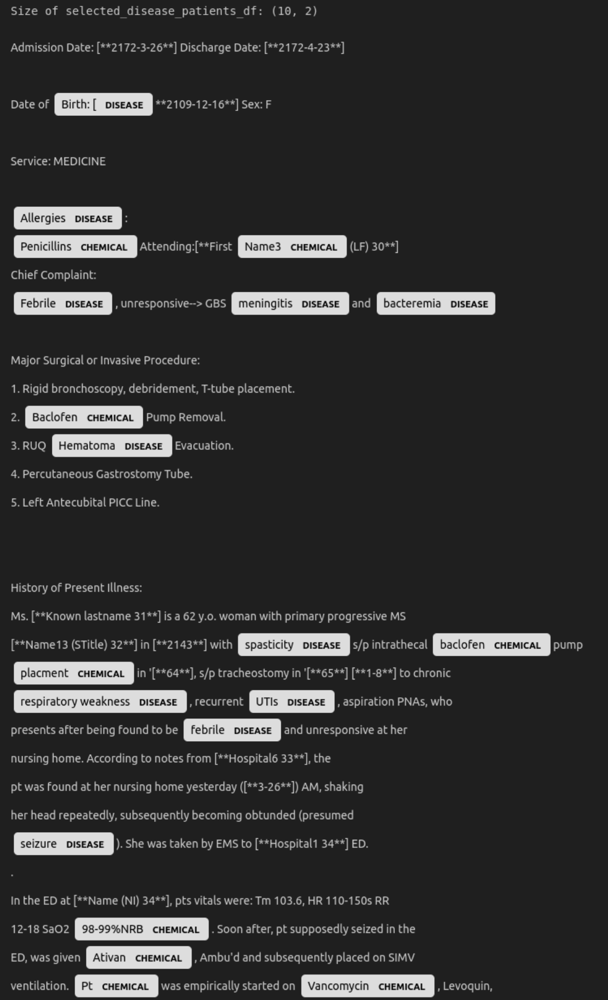 Size of selected_disease_patients_df: (10, 2)
Admission Date: [**2172-3-26**] Discharge Date: [**2172-4-23**]
Date of Birth: [ DISEASE **2109-12-16**] Sex: F
Service: MEDICINE
Allergies DISEASE :
Penicillins CHEMICAL Attending:[**First Name3 CHEMICAL (LF) 30**]
Chief Complaint:
Febrile DISEASE , unresponsive--> GBS meningitis DISEASE and bacteremia DISEASE
Major Surgical or Invasive Procedure:
1. Rigid bronchoscopy, debridement, T-tube placement.
2. Baclofen CHEMICAL Pump Removal.
3. RUQ Hematoma DISEASE Evacuation.
4. Percutaneous Gastrostomy Tube.
5. Left Antecubital PICC Line.
History of Present Illness:
Ms. [**Known lastname 31**] is a 62 y.o. woman with primary progressive MS
[**Name13 (STitle) 32**] in [**2143**] with spasticity DISEASE s/p intrathecal baclofen CHEMICAL pump
placment CHEMICAL in '[**64**], s/p tracheostomy in '[**65**] [**1-8**] to chronic
respiratory weakness DISEASE , recurrent UTIs DISEASE , aspiration PNAs, who
presents after being found to be febrile DISEASE and unresponsive at her
nursing home. According to notes from [**Hospital6 33**], the
pt was found at her nursing home yesterday ([**3-26**]) AM, shaking
her head repeatedly, subsequently becoming obtunded (presumed
seizure DISEASE ). She was taken by EMS to [**Hospital1 34**] ED.
.
In the ED at [**Name (NI) 34**], pts vitals were: Tm 103.6, HR 110-150s RR
12-18 SaO2 98-99%NRB CHEMICAL . Soon after, pt supposedly seized in the
ED, was given Ativan CHEMICAL , Ambu'd and subsequently placed on SIMV
ventilation. Pt CHEMICAL was empirically started on Vancomycin CHEMICAL , Levoquin,